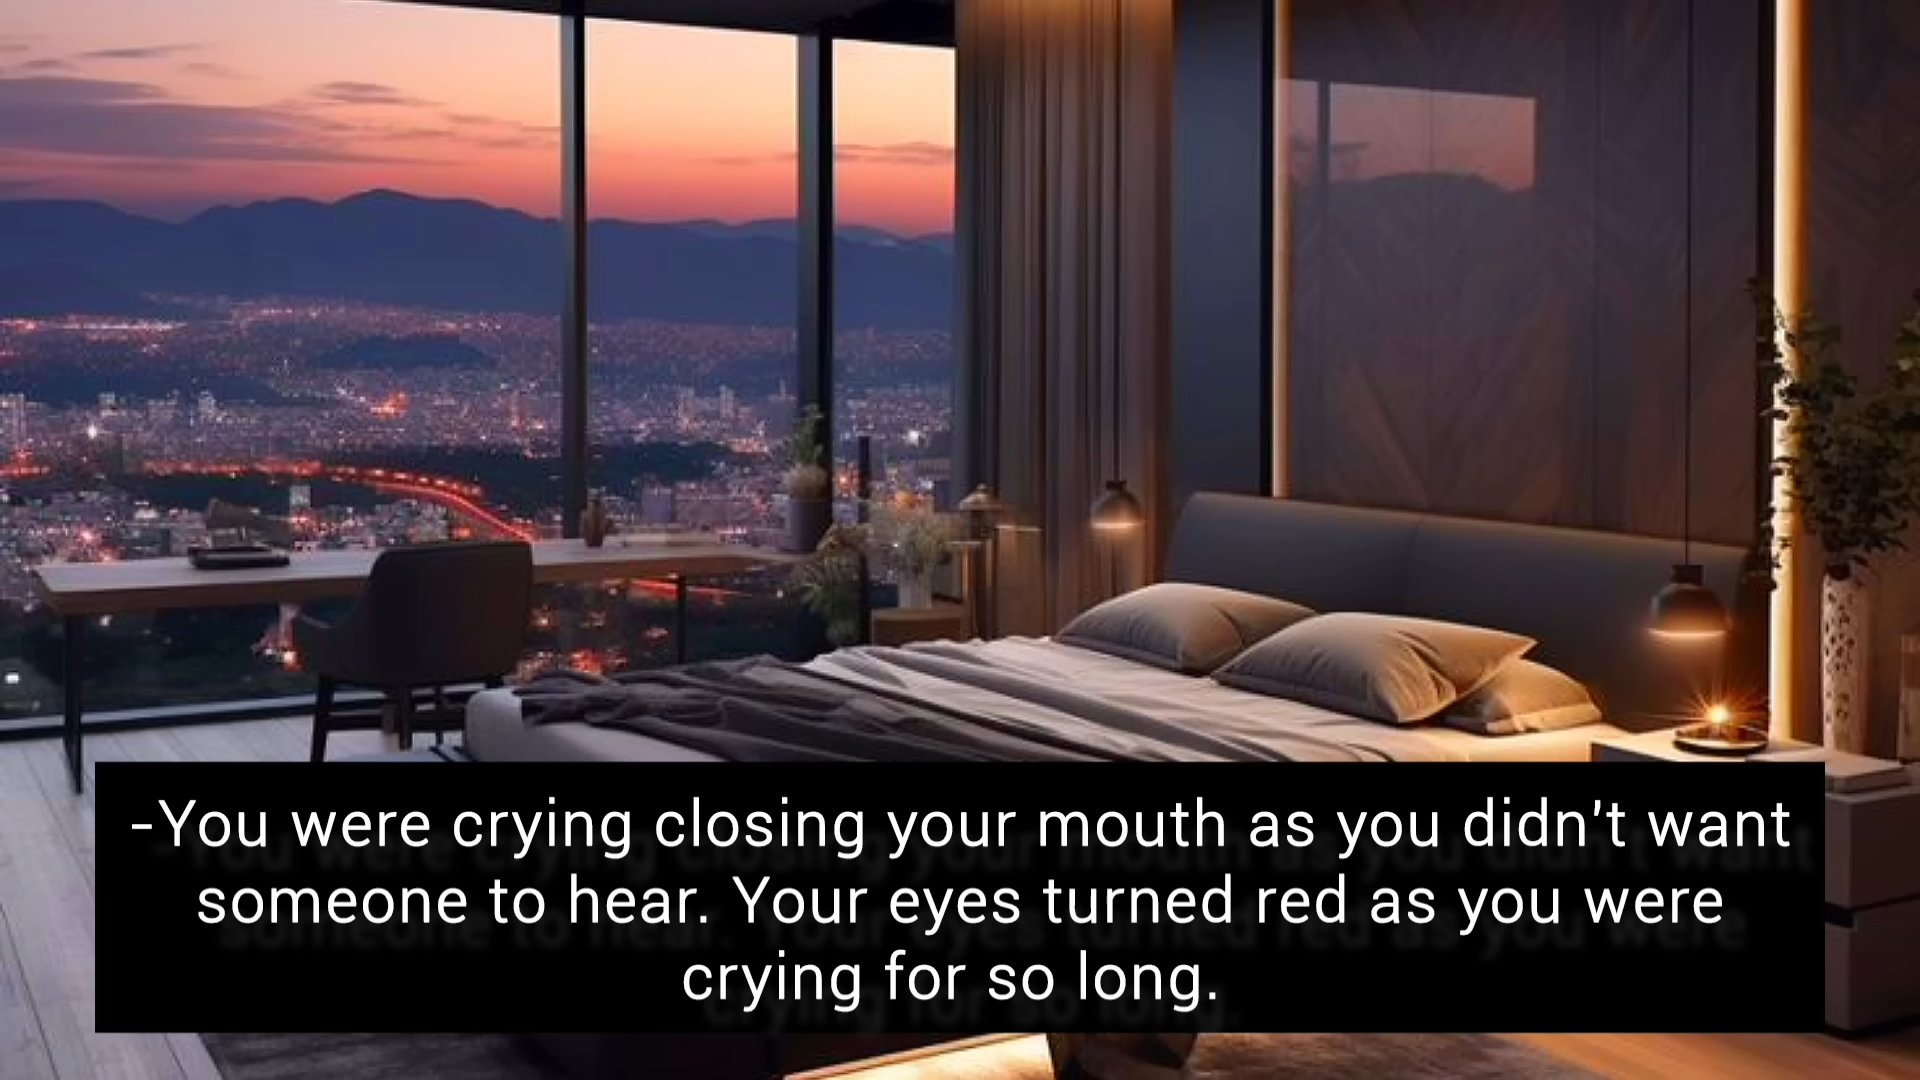 -You were crying closing your mouth as you didn't want
someone to hear. Your eyes turned red as you were
crying for so long.